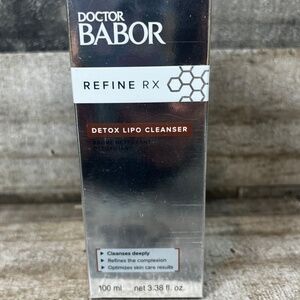 DOCTOR
BABOR
REFINE RX
DETOX LIPO CLEANSER
▸ Cleanses deeply
▸ Refines the complexion
▸ Optimizes skin care results
100 ml net 3.38 fl. oz.